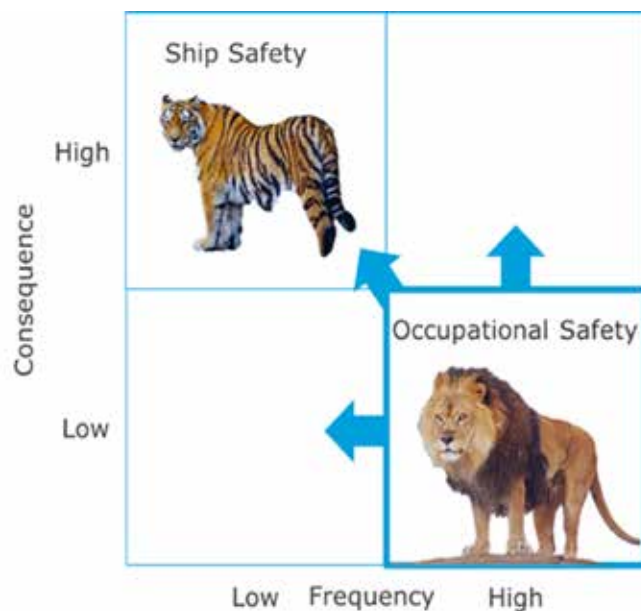 Ship Safety
High
Consequence
Occupational Safety
Low
Low Frequency High